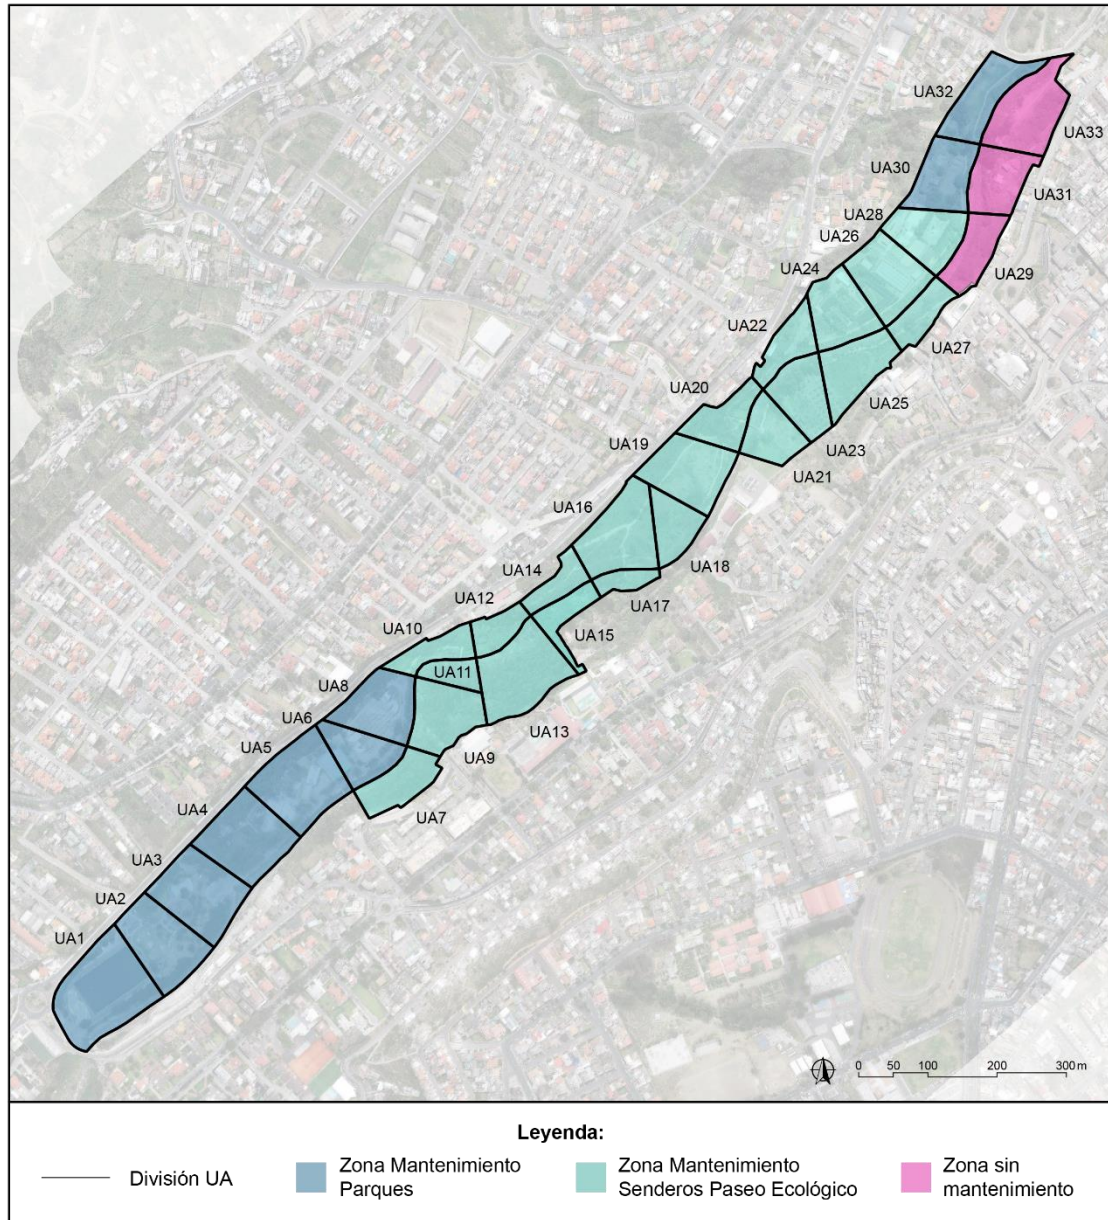 UA32
UA33
UA30
UA31
UA28
UA26
UA29
UA24
UA22
UA27
UA20
UA25
UA23
UA19
UA21
UA16
UA18
UA14
UA17
UA12
UA15
UA10
UA11
UA8
UA13
UA6
UA9
UA5
UA7
UA4
UA3
UA2
UA1
0 50 100 200 300 m
Leyenda:
División UA
Zona Mantenimiento
Parques
Zona Mantenimiento
Senderos Paseo Ecológico
Zona sin
mantenimiento